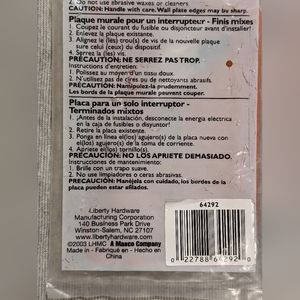 2. Do not use abrasive waxes or cleaners.
CAUTION: Handle with care. Wall plate edges may be sharp.
Plaque murale pour un interrupteur - Finis mixes
1. Coupez le courant du fusible ou disjoncteur avant d'installer!
2. Enlevez la plaque existante.
3. Alignez le (les) trou(s) de vis de la nouvelle plaque
sure celui (ceux) du dispositif.
4. Serrez la (les) vis.
PRÉCAUTION: NE SERREZ PAS TROP.
Instructions d'entretien:
1. Polissez au moyen d'un tissu doux.
2. N'utilisez pas de cires ou de nettoyants abrasifs.
PRÉCAUTION: Manipulez-la prudemment.
Les bords de la plaque murale peuvent couper.
Placa para un solo interruptor -
Terminados mixtos
1. ¡Antes de la instalación, desconecte la energía eléctrica
en la caja de fusibles o disyuntor!
2. Retire la placa existente.
3. Ponga en línea el(los) agujero(s) de la placa nueva con
el(los) agujero(s) de la toma de corriente.
4. Apriete el(los) tornillo(s).
PRECAUCIÓN: NO LOS APRIETE DEMASIADO.
Instrucciones de mantenimiento:
1. Brille con un trapo suave.
2. No use limpiadores o ceras abrasivas.
PRECAUCIÓN: Manéjela con cuidado, los bordes de la
placa pueden estar afilados.
Liberty Hardware
Manufacturing Corporation
140 Business Park Drive
Winston-Salem, NC 27107
www.libertyhardware.com
©2003 LHMC A Masco Company
Made in - Fabriqué en - Hecho en
China
64292
0 22788 64292 0